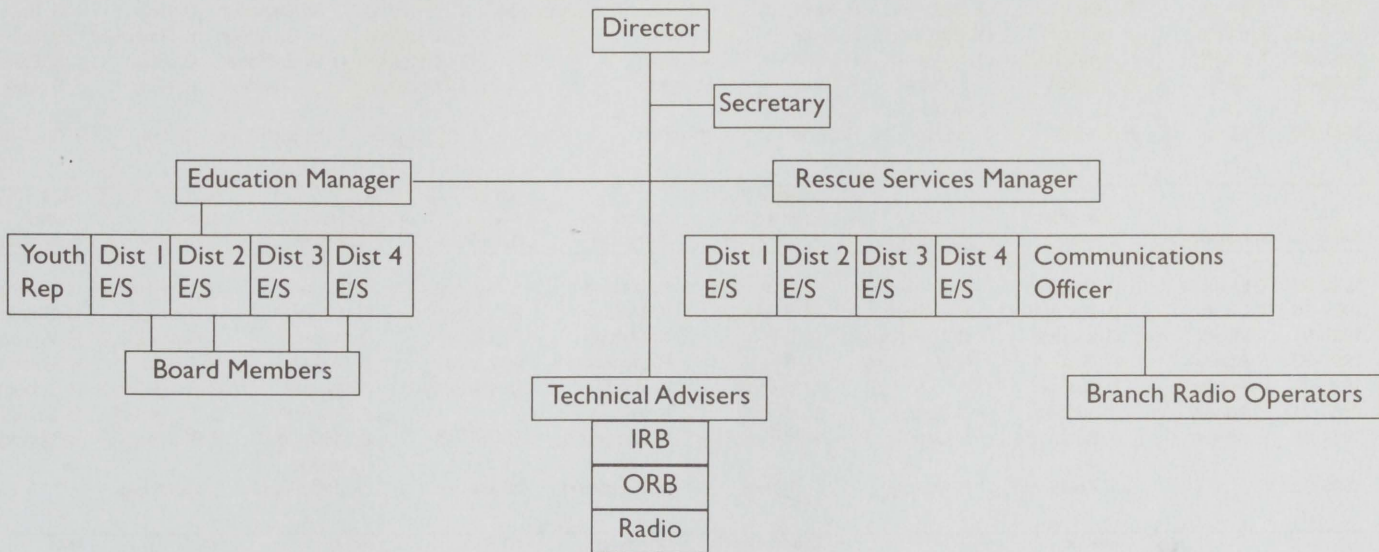 Director
Secretary
Education Manager
Rescue Services Manager
Youth Rep
Dist 1 E/S
Dist 2 E/S
Dist 3 E/S
Dist 4 E/S
Dist 1 E/S
Dist 2 E/S
Dist 3 E/S
Dist 4 E/S
Communications Officer
Board Members
Technical Advisers
Branch Radio Operators
IRB
ORB
Radio